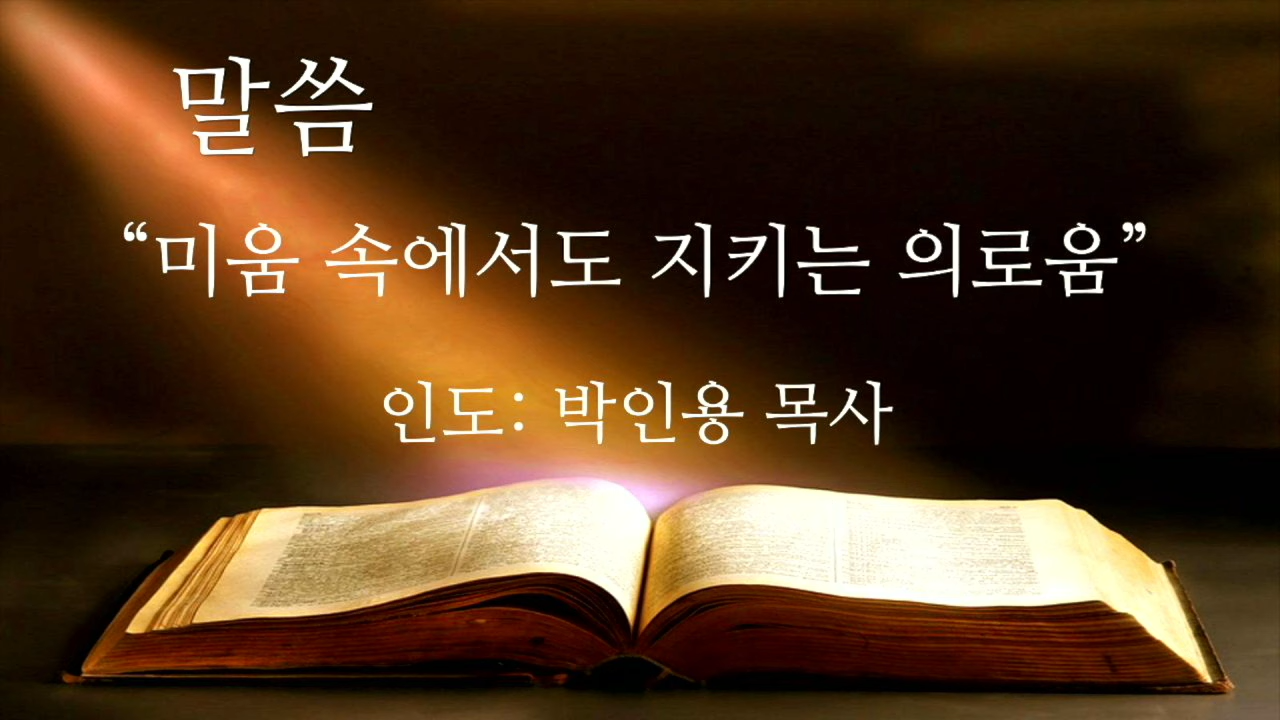 말씀
“미움 속에서도 지키는 의로움”
인도: 박인용 목사